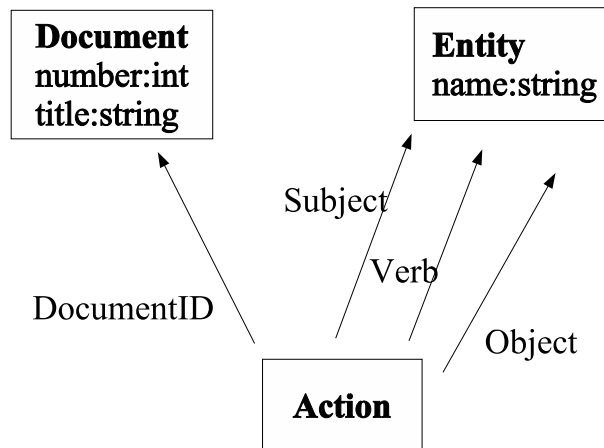 Document
number:int
title:string
Entity
name:string
Subject
Verb
DocumentID
Object
Action